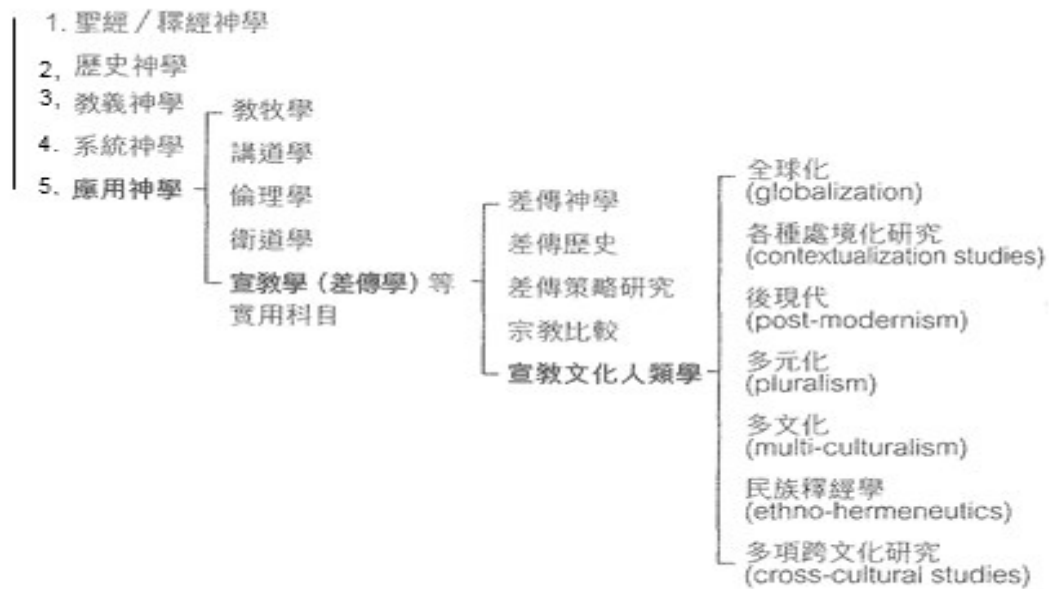 1. 聖經／釋經神學
2, 歷史神學
3, 教義神學
4. 系統神學
5. 應用神學
教牧學
講道學
倫理學
衛道學
宣教學（差傳學）等
實用科目
差傳神學
差傳歷史
差傳策略研究
宗教比較
宣教文化人類學
全球化
(globalization)
各種處境化研究
(contextualization studies)
後現代
(post-modernism)
多元化
(pluralism)
多文化
(multi-culturalism)
民族釋經學
(ethno-hermeneutics)
多項跨文化研究
(cross-cultural studies)